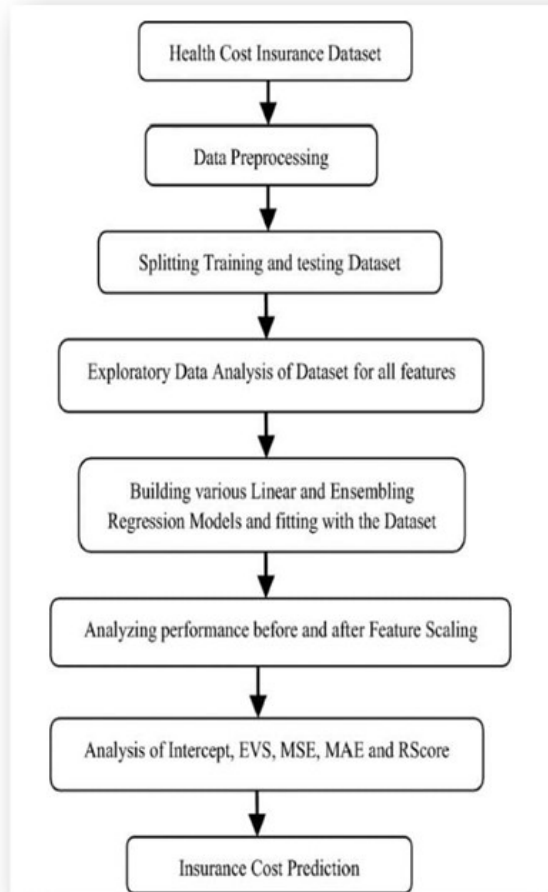 Health Cost Insurance Dataset
Data Preprocessing
Splitting Training and testing Dataset
Exploratory Data Analysis of Dataset for all features
Building various Linear and Ensembling
Regression Models and fitting with the Dataset
Analyzing performance before and after Feature Scaling
Analysis of Intercept, EVS, MSE, MAE and RScore
Insurance Cost Prediction